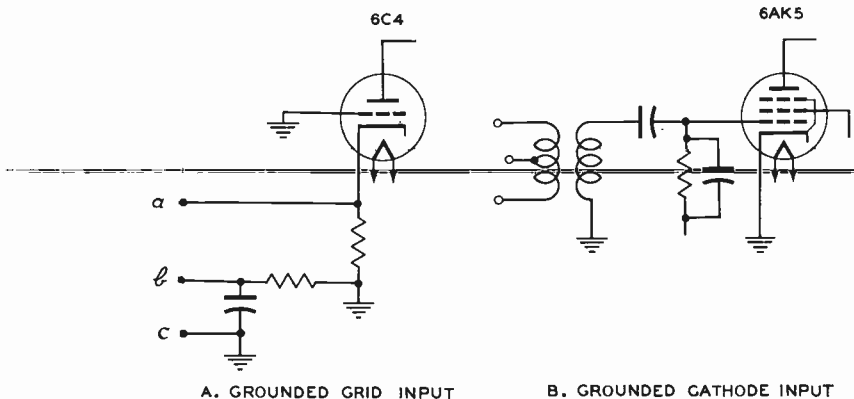 6C4
6AK5
a
b
c
A. GROUNDED GRID INPUT
B. GROUNDED CATHODE INPUT